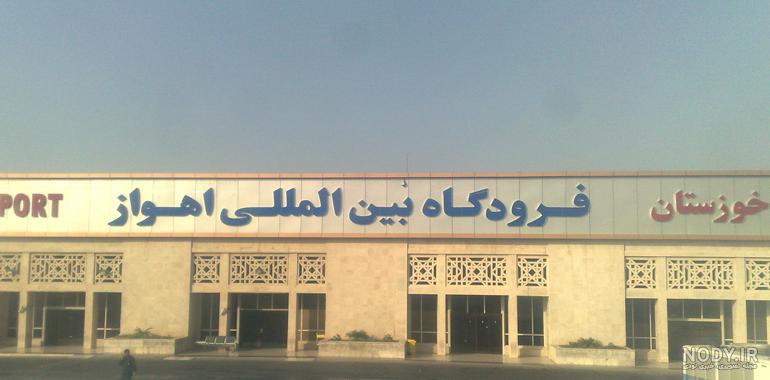 خوزستان
فرودگاه بین المللی اهواز
PORT
NODY.IR